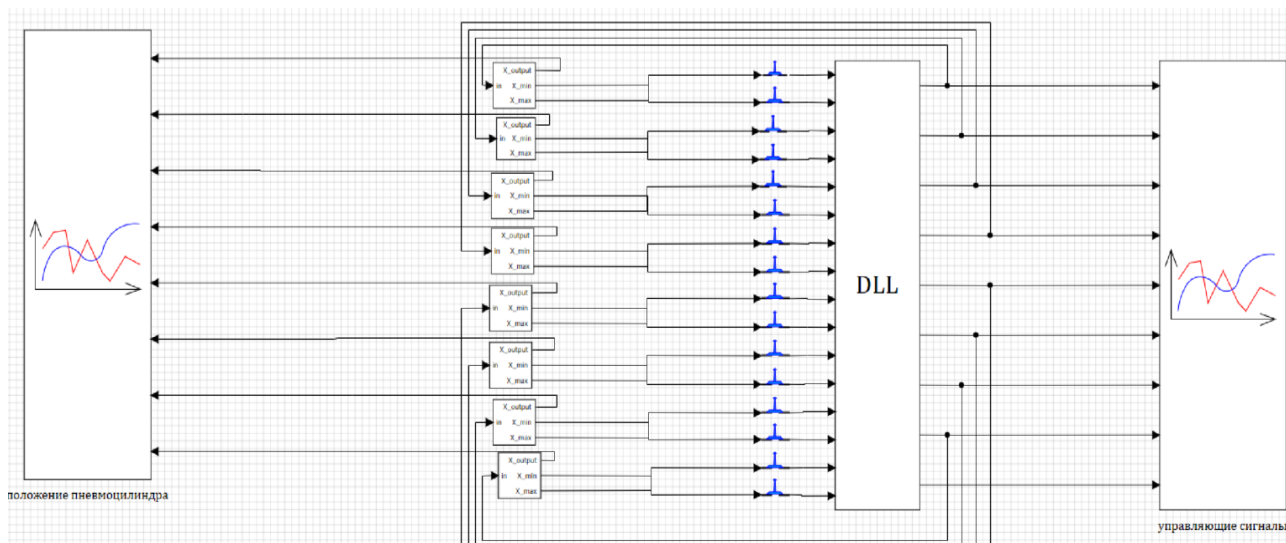 X_output
in X_min
X_max
X_output
in X_min
X_max
X_output
in X_min
X_max
X_output
in X_min
X_max
X_output
in X_min
X_max
X_output
in X_min
X_max
X_output
in X_min
X_max
X_output
in X_min
X_max
DLL
положение пневмоцилиндра
управляющие сигналы